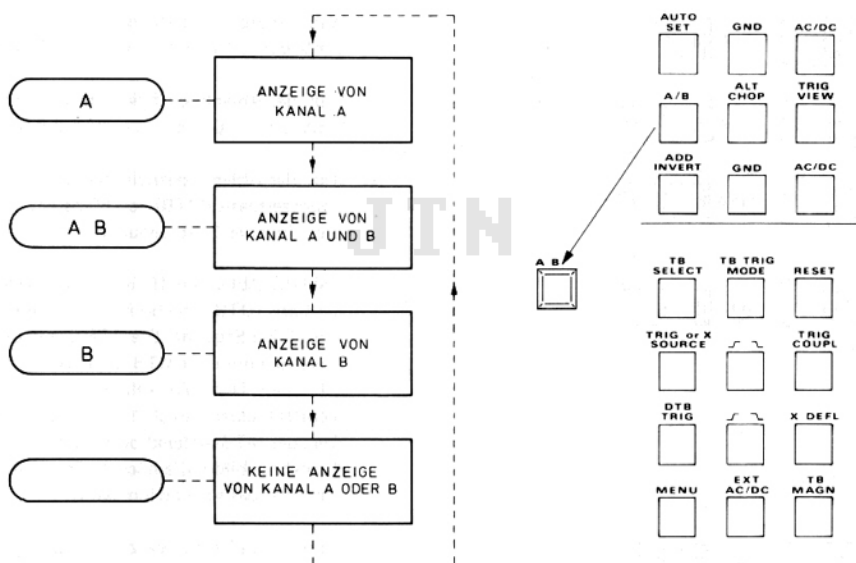 A
ANZEIGE VON
KANAL A
A B
ANZEIGE VON
KANAL A UND B
B
ANZEIGE VON
KANAL B
KEINE ANZEIGE
VON KANAL A ODER B
JTN
A B
AUTO
SET
GND
AC/DC
A/B
ALT
CHOP
TRIG
VIEW
ADD
INVERT
GND
AC/DC
TB
SELECT
TB TRIG
MODE
RESET
TRIG or X
SOURCE
TRIG
COUPL
DTB
TRIG
X DEFL
MENU
EXT
AC/DC
TB
MAGN